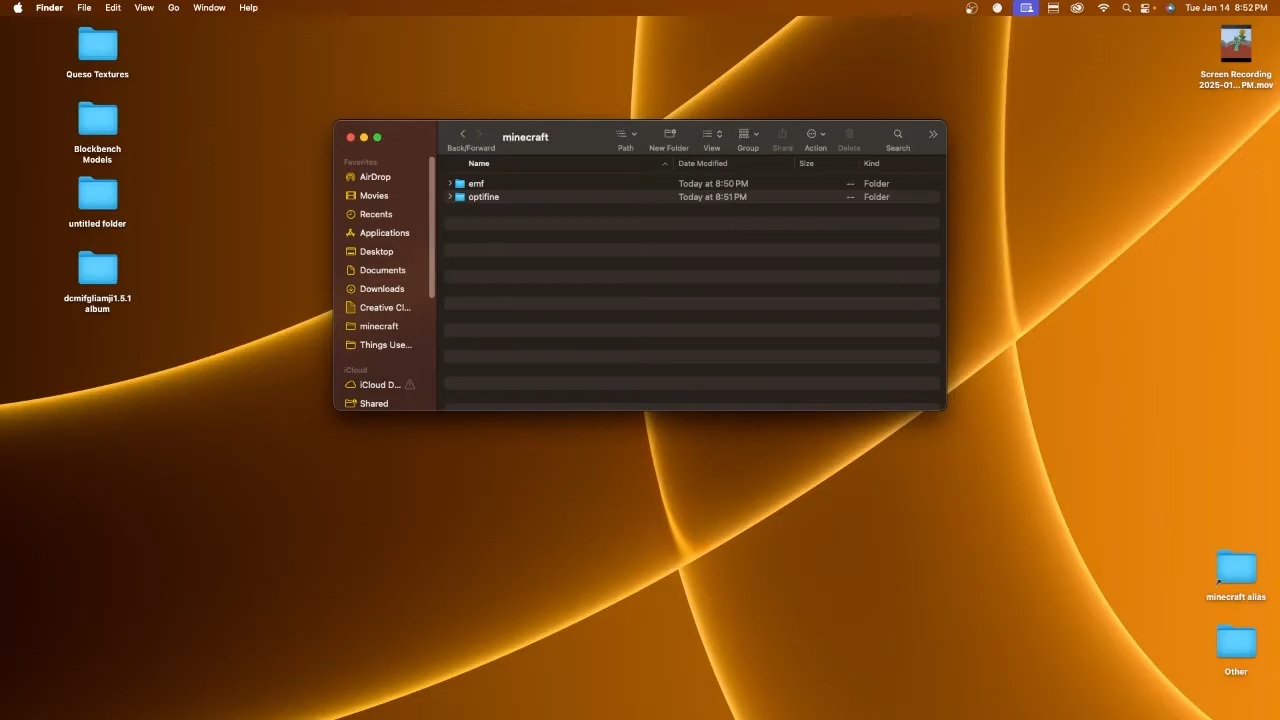 Finder File Edit View Go Window Help Tue Jan 14 8:52 PM
Queso Textures
Blockbench
Models
untitled folder
dcmifgliamji1.5.1
album
Screen Recording
2025-01... PM.mov
minecraft
Back/Forward Path New Folder View Group Share Action Delete Search
Name Date Modified Size Kind
emf Today at 8:50 PM -- Folder
optifine Today at 8:51 PM -- Folder
Favorites
AirDrop
Movies
Recents
Applications
Desktop
Documents
Downloads
Creative Cl...
minecraft
Things Use...
iCloud
iCloud D...
Shared
minecraft alias
Other